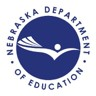 NEBRASKA DEPARTMENT
OF EDUCATION